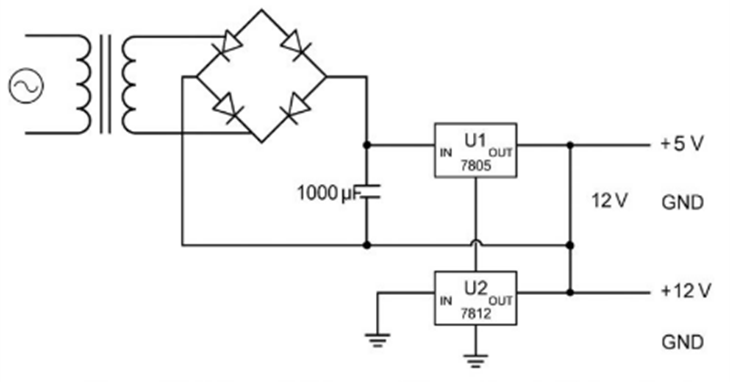 U1
IN OUT
7805
+5 V
1000 µF
12 V
GND
U2
IN OUT
7812
+12 V
GND